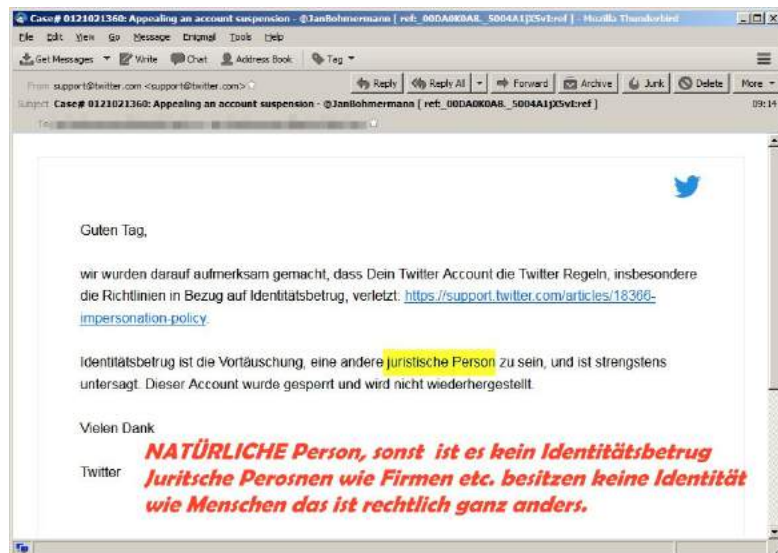 Case# 0121021360: Appealing an account suspension - @JanBohmermann [ ref:_00DA0K0A8._5004A1jX5vI:ref ] - Mozilla Thunderbird
File Edit View Go Message Enigmail Tools Help
Get Messages Write Chat Address Book Tag
From support@twitter.com <support@twitter.com> Reply Reply All Forward Archive Junk Delete More
Subject Case# 0121021360: Appealing an account suspension - @JanBohmermann [ ref:_00DA0K0A8._5004A1jX5vI:ref ] 09:14
To
Guten Tag,
wir wurden darauf aufmerksam gemacht, dass Dein Twitter Account die Twitter Regeln, insbesondere
die Richtlinien in Bezug auf Identitätsbetrug, verletzt: https://support.twitter.com/articles/18366-
impersonation-policy.
Identitätsbetrug ist die Vortäuschung, eine andere juristische Person zu sein, und ist strengstens
untersagt. Dieser Account wurde gesperrt und wird nicht wiederhergestellt.
Vielen Dank
NATÜRLICHE Person, sonst ist es kein Identitätsbetrug
Twitter
Juritsche Perosnen wie Firmen etc. besitzen keine Identität
wie Menschen das ist rechtlich ganz anders.